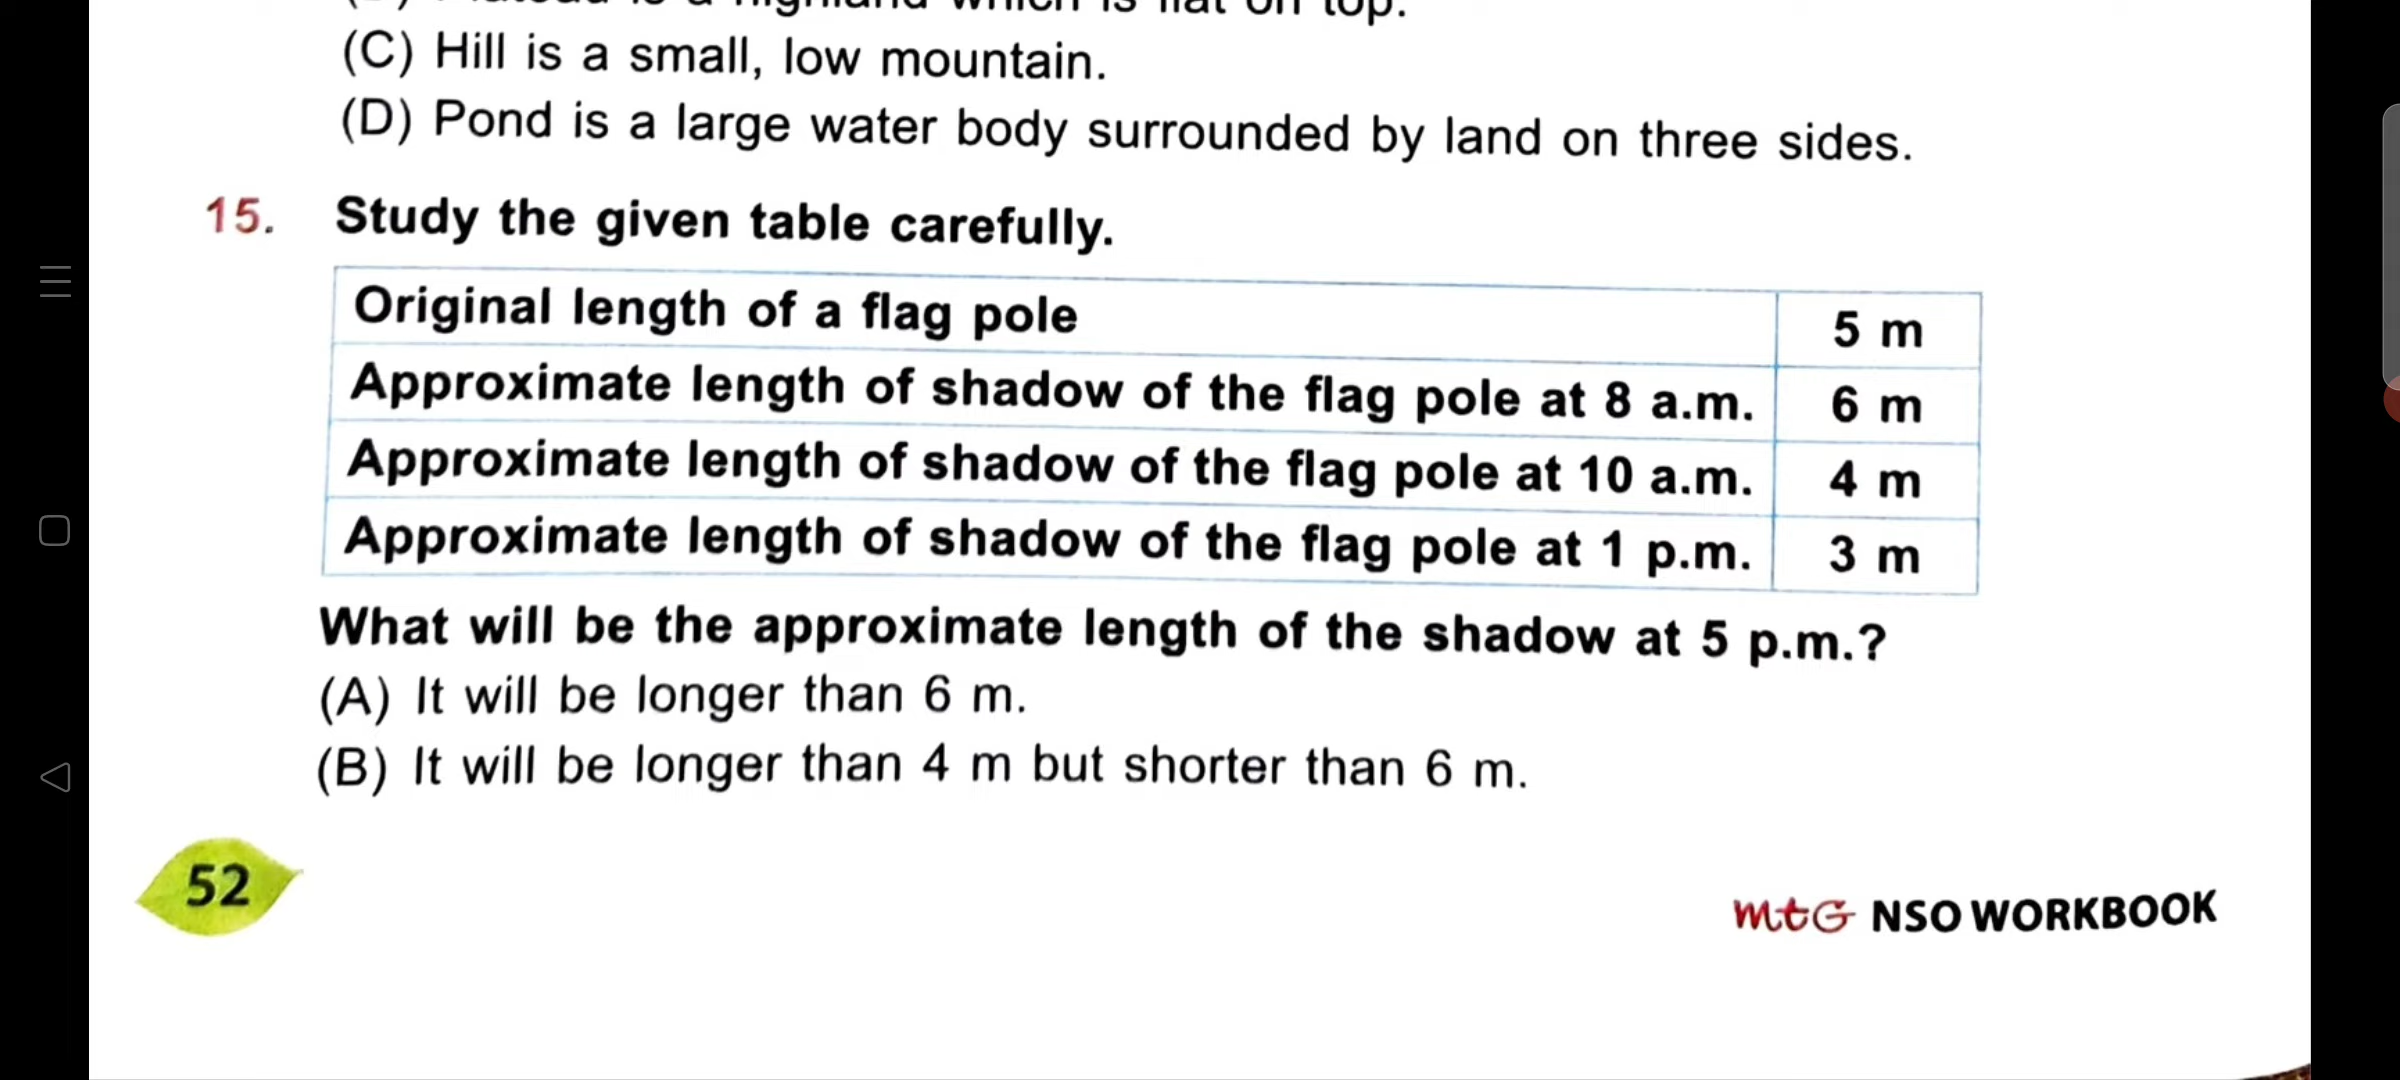 (C) Hill is a small, low mountain.
(D) Pond is a large water body surrounded by land on three sides.
15. Study the given table carefully.
Original length of a flag pole 5 m
Approximate length of shadow of the flag pole at 8 a.m. 6 m
Approximate length of shadow of the flag pole at 10 a.m. 4 m
Approximate length of shadow of the flag pole at 1 p.m. 3 m
What will be the approximate length of the shadow at 5 p.m.?
(A) It will be longer than 6 m.
(B) It will be longer than 4 m but shorter than 6 m.
52
mtG NSO WORKBOOK